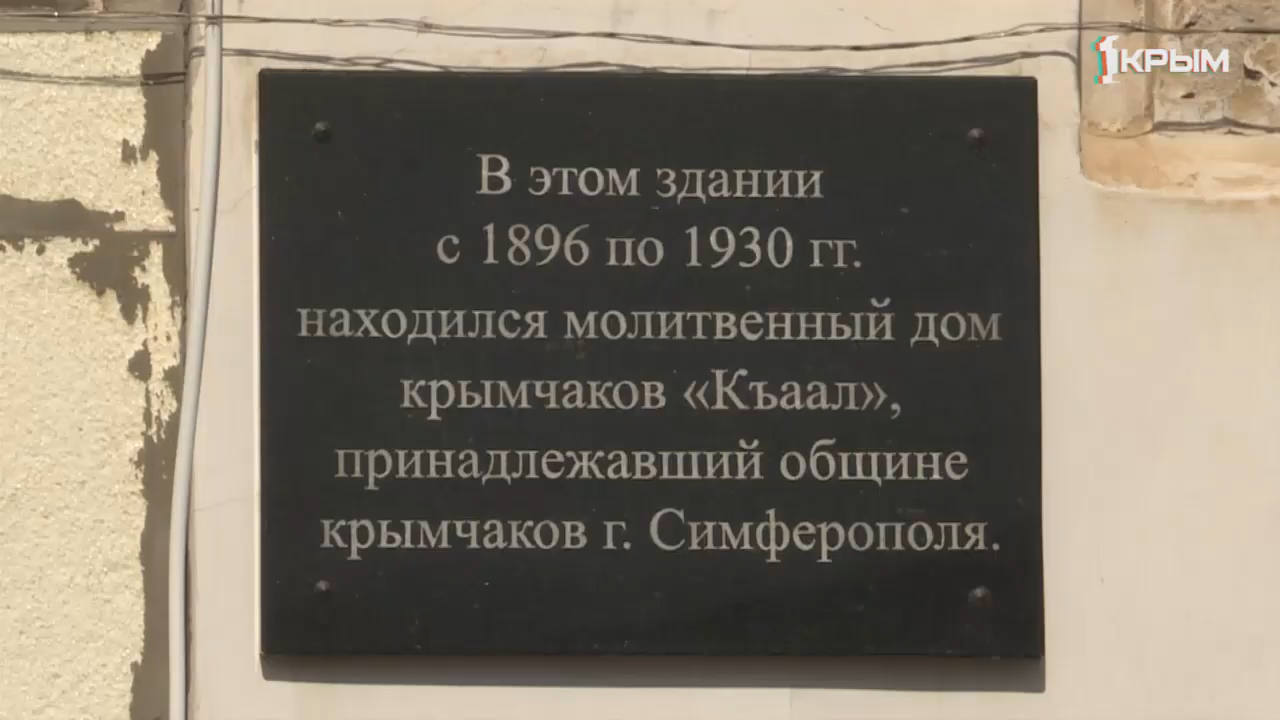 1КРЫМ
В этом здании
с 1896 по 1930 гг.
находился молитвенный дом
крымчаков «Къаал»,
принадлежавший общине
крымчаков г. Симферополя.